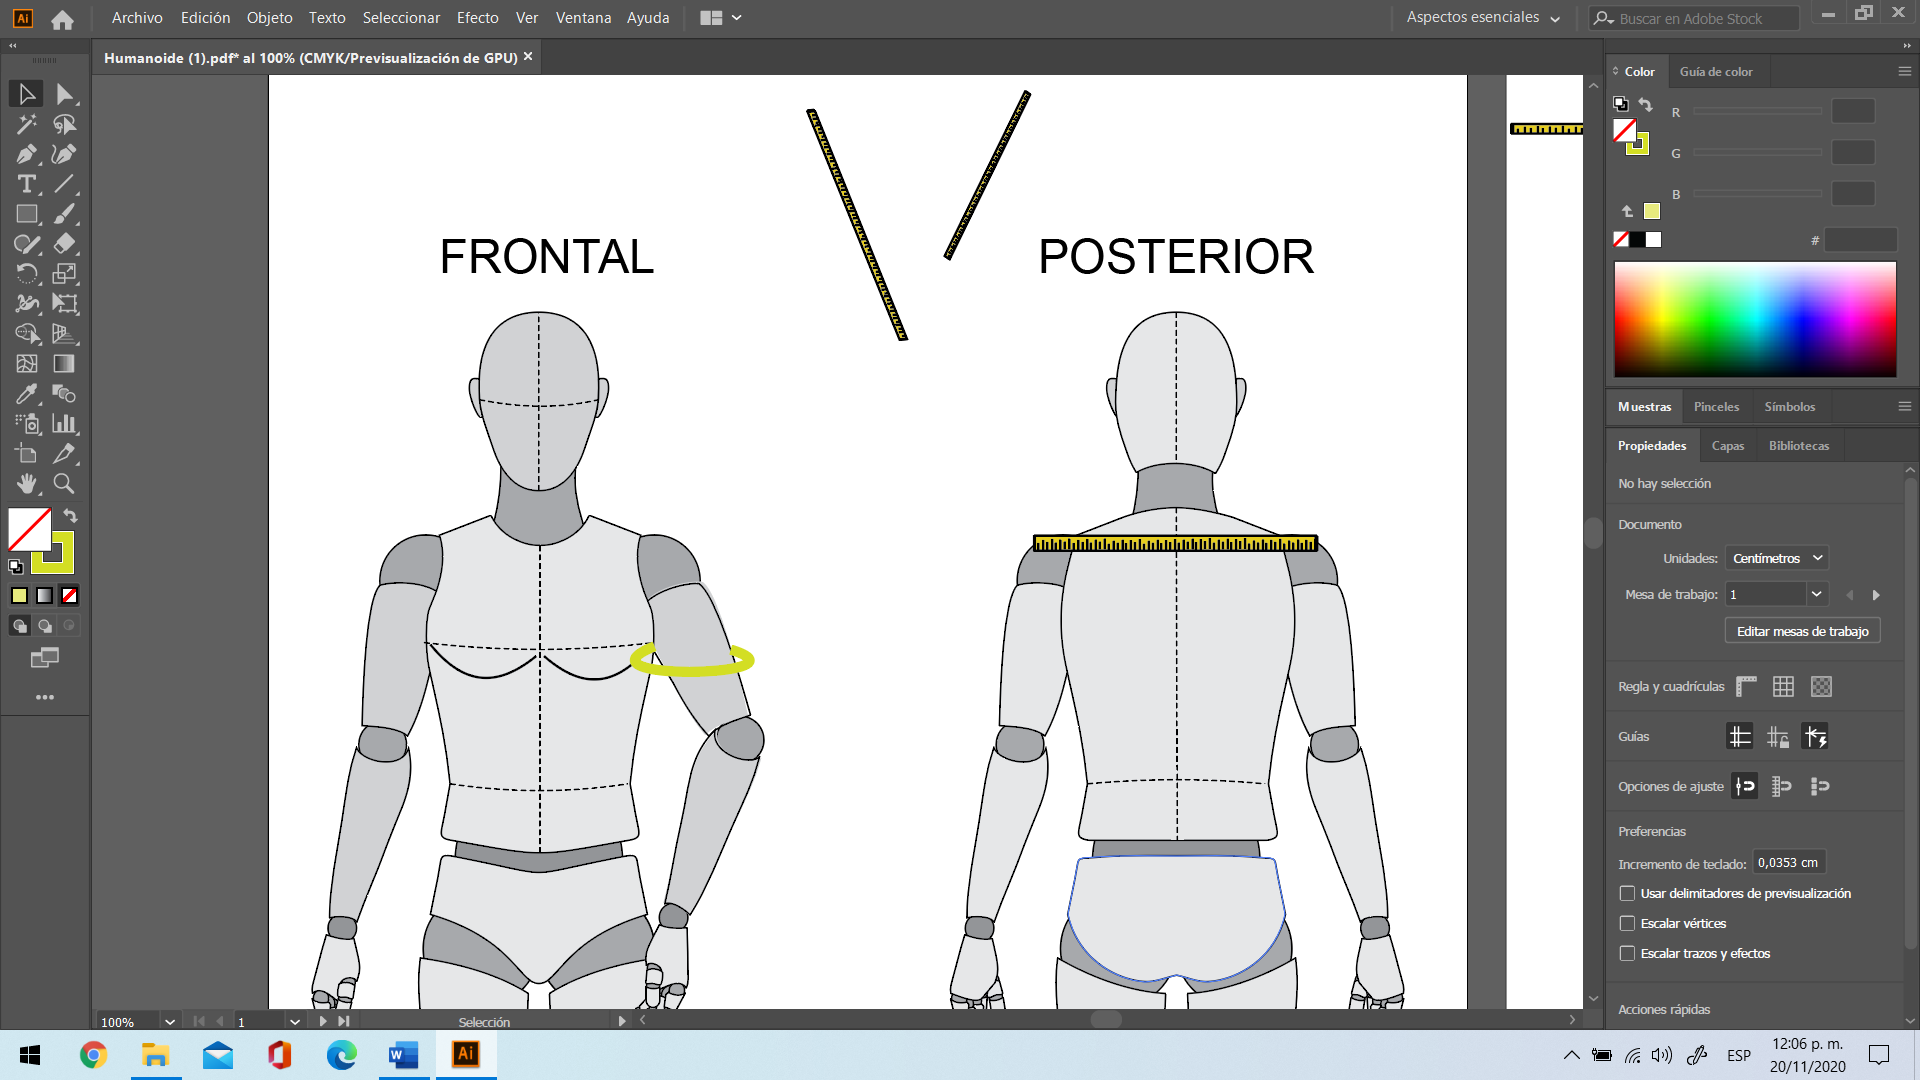 Ai
Archivo Edición Objeto Texto Seleccionar Efecto Ver Ventana Ayuda
Aspectos esenciales
Buscar en Adobe Stock
Humanoide (1).pdf* al 100% (CMYK/Previsualización de GPU)
FRONTAL
POSTERIOR
Color Guía de color
R
G
B
#
Muestras Pinceles Símbolos
Propiedades Capas Bibliotecas
No hay selección
Documento
Unidades: Centímetros
Mesa de trabajo: 1
Editar mesas de trabajo
Regla y cuadrículas
Guías
Opciones de ajuste
Preferencias
Incremento de teclado: 0,0353 cm
Usar delimitadores de previsualización
Escalar vértices
Escalar trazos y efectos
Acciones rápidas
100% 1 Selección
Ai
ESP
12:06 p. m.
20/11/2020